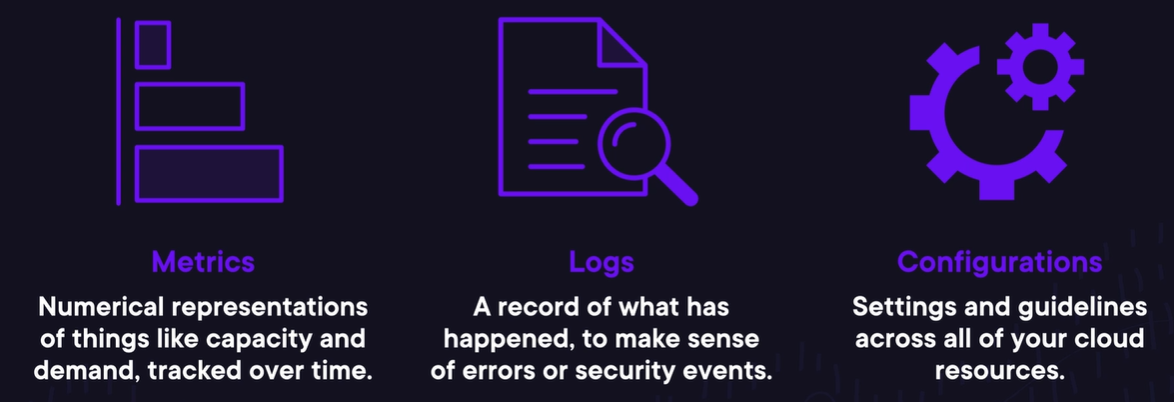 Metrics
Numerical representations
of things like capacity and
demand, tracked over time.
Logs
A record of what has
happened, to make sense
of errors or security events.
Configurations
Settings and guidelines
across all of your cloud
resources.